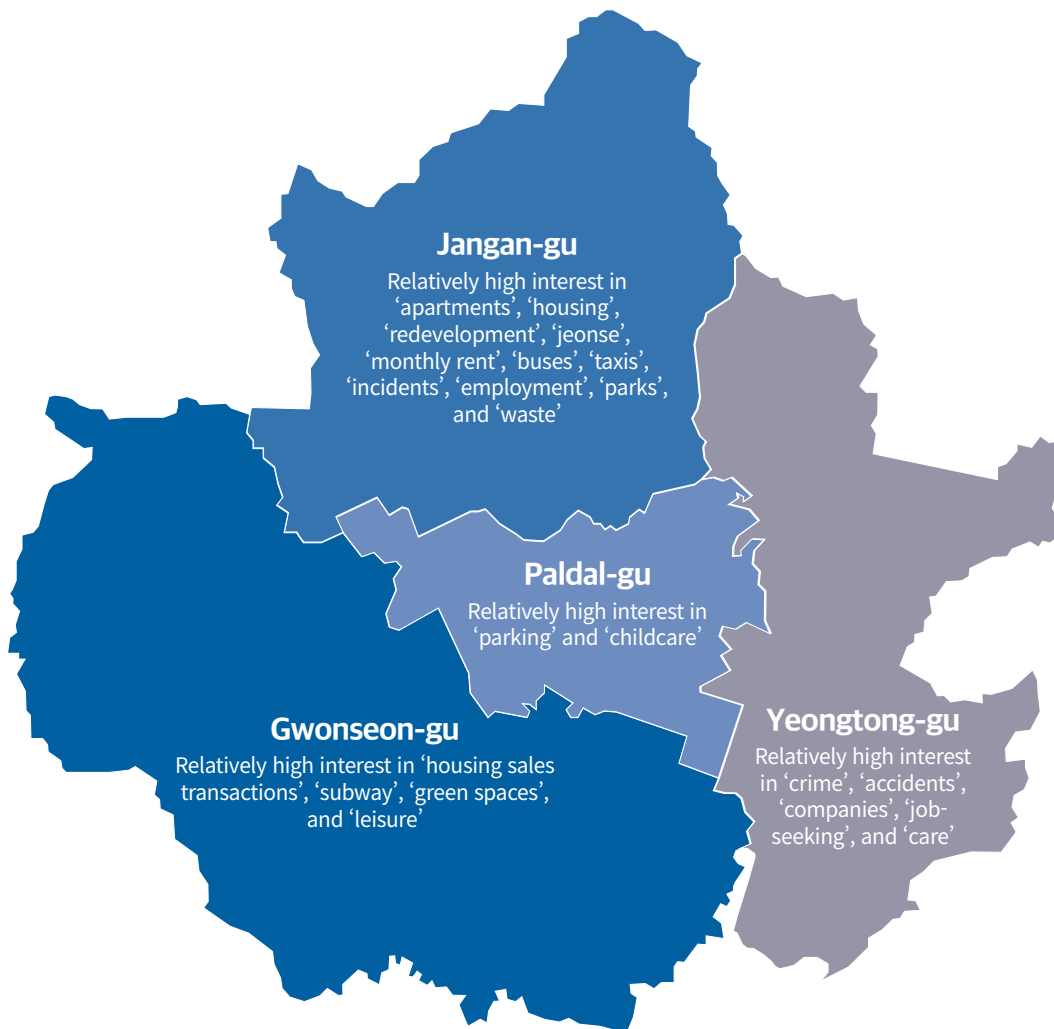 Jangan-gu
Relatively high interest in
‘apartments’, ‘housing’,
‘redevelopment’, ‘jeonse’,
‘monthly rent’, ‘buses’, ‘taxis’,
‘incidents’, ‘employment’, ‘parks’,
and ‘waste’
Paldal-gu
Relatively high interest in
‘parking’ and ‘childcare’
Gwonseon-gu
Relatively high interest in ‘housing sales
transactions’, ‘subway’, ‘green spaces’,
and ‘leisure’
Yeongtong-gu
Relatively high interest
in ‘crime’, ‘accidents’,
‘companies’, ‘job-
seeking’, and ‘care’